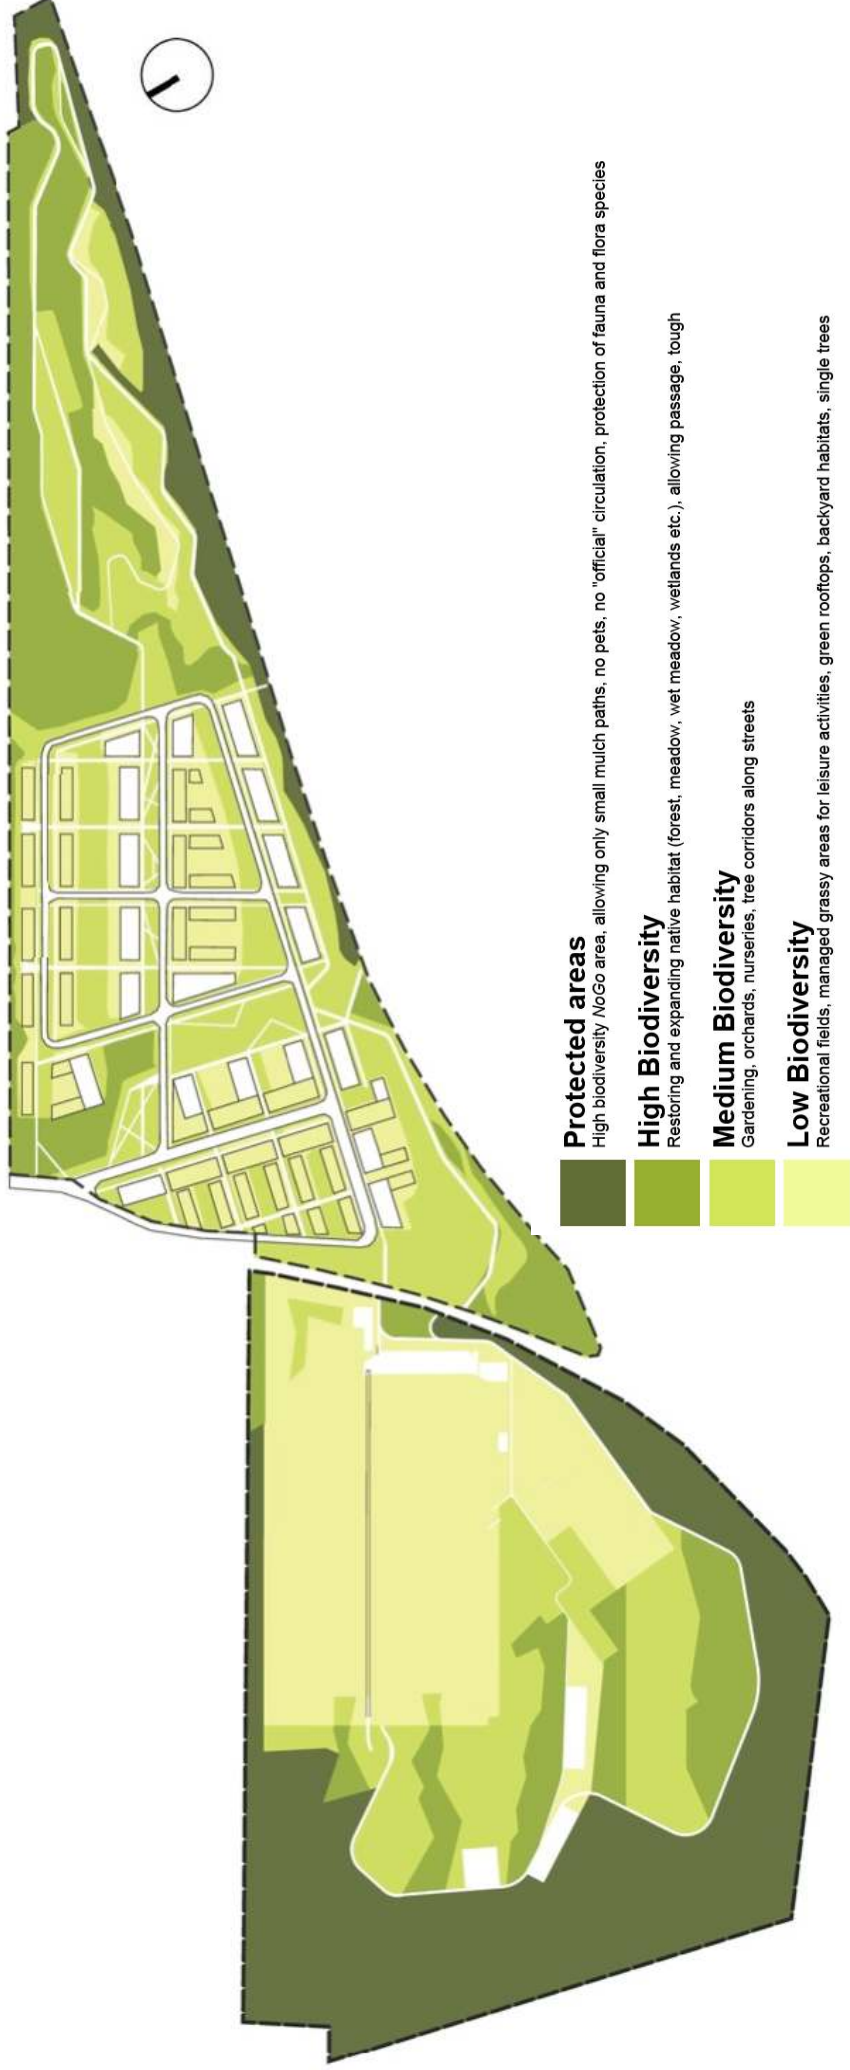 Protected areas
High biodiversity NoGo area, allowing only small mulch paths, no pets, no "official" circulation, protection of fauna and flora species
High Biodiversity
Restoring and expanding native habitat (forest, meadow, wet meadow, wetlands etc.), allowing passage, tough
Medium Biodiversity
Gardening, orchards, nurseries, tree corridors along streets
Low Biodiversity
Recreational fields, managed grassy areas for leisure activities, green rooftops, backyard habitats, single trees